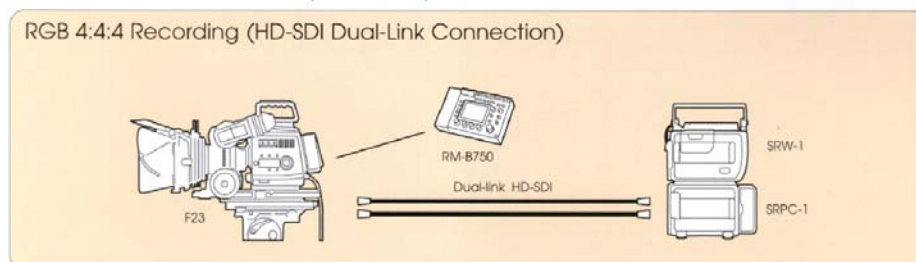 RGB 4:4:4 Recording (HD-SDI Dual-Link Connection)
RM-B750
SRW-1
Dual-link HD-SDI
F23
SRPC-1